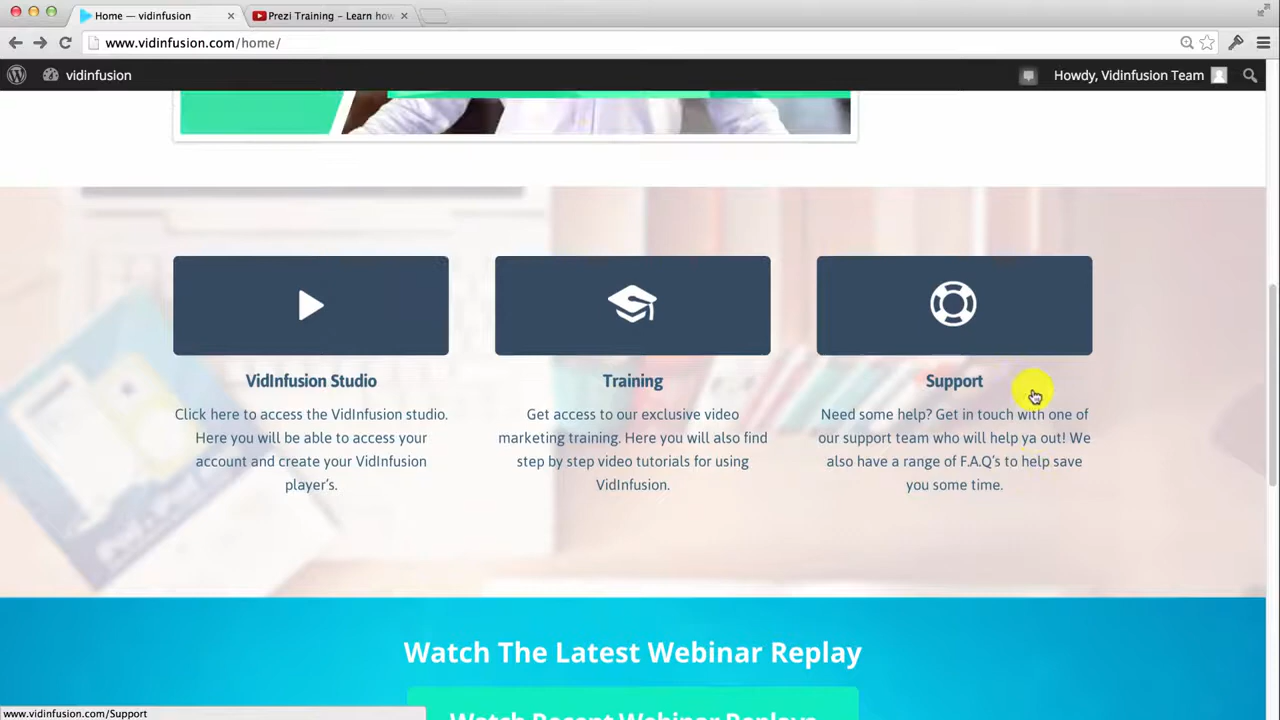 Home — vidinfusion
Prezi Training – Learn how
www.vidinfusion.com/home/
vidinfusion
Howdy, Vidinfusion Team
VidInfusion Studio
Click here to access the VidInfusion studio.
Here you will be able to access your
account and create your VidInfusion
player's.
Training
Get access to our exclusive video
marketing training. Here you will also find
step by step video tutorials for using
VidInfusion.
Support
Need some help? Get in touch with one of
our support team who will help ya out! We
also have a range of F.A.Q's to help save
you some time.
Watch The Latest Webinar Replay
Watch Recent Webinar Replays
www.vidinfusion.com/Support